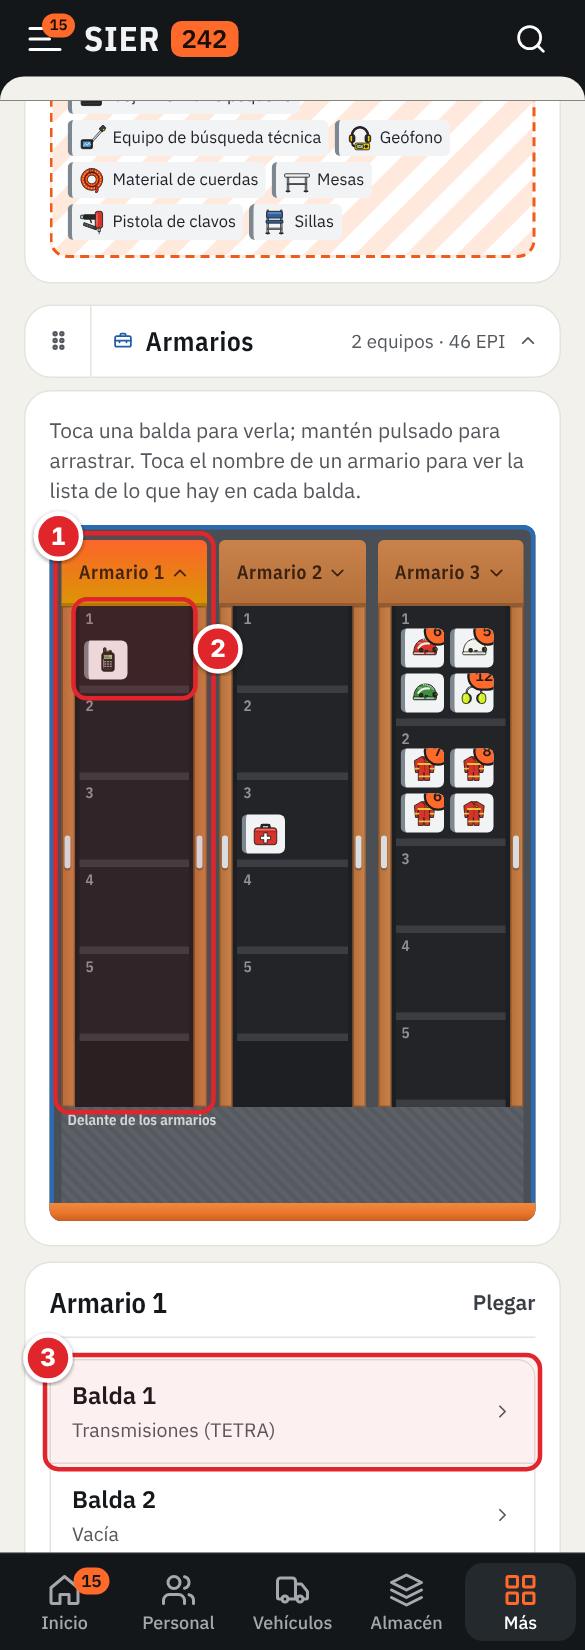 15
SIER 242
Equipo de búsqueda técnica
Geófono
Material de cuerdas
Mesas
Pistola de clavos
Sillas
Armarios
2 equipos · 46 EPI
Toca una balda para verla; mantén pulsado para
arrastrar. Toca el nombre de un armario para ver la
lista de lo que hay en cada balda.
1
Armario 1
Armario 2
Armario 3
1
2
3
4
5
2
1
2
3
4
5
1
6
5
12
2
7
8
6
3
4
5
Delante de los armarios
Armario 1
Plegar
3
Balda 1
Transmisiones (TETRA)
Balda 2
Vacía
15
Inicio
Personal
Vehículos
Almacén
Más